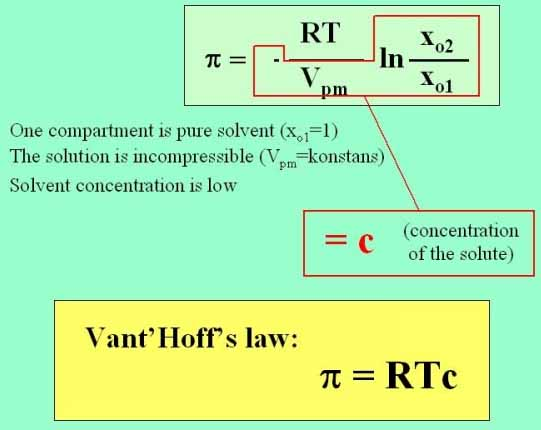 π = - RT/V_pm ln x_o2/x_o1
One compartment is pure solvent (x_o1=1)
The solution is incompressible (V_pm=konstans)
Solvent concentration is low
= c (concentration
of the solute)
Vant'Hoff's law:
π = RTc